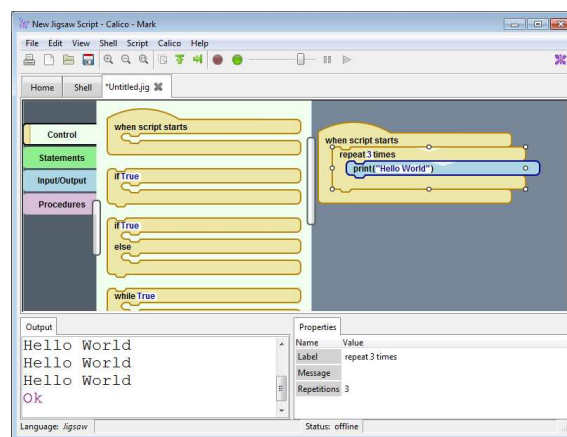 New Jigsaw Script - Calico - Mark
File Edit View Shell Script Calico Help
Home Shell *Untitled.jig
Control
Statements
Input/Output
Procedures
when script starts
if True
if True
else
while True
when script starts
repeat 3 times
print("Hello World")
Output
Hello World
Hello World
Hello World
Ok
Properties
Name Value
Label repeat 3 times
Message
Repetitions 3
Language: Jigsaw Status: offline